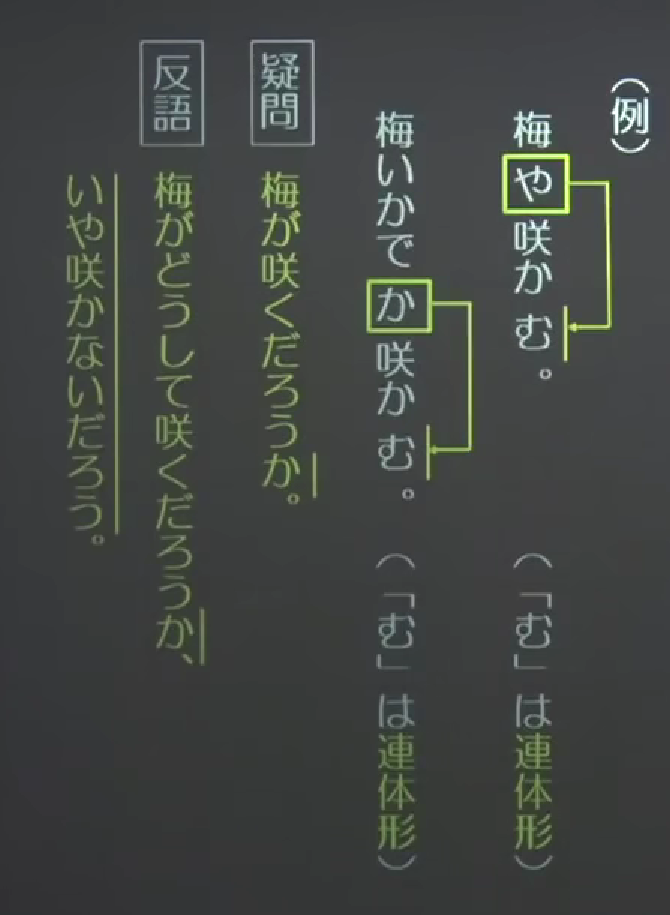 （例）
梅や咲かむ。（「む」は連体形）
梅いかでか咲かむ。（「む」は連体形）
疑問 梅が咲くだろうか。
反語 梅がどうして咲くだろうか、
いや咲かないだろう。